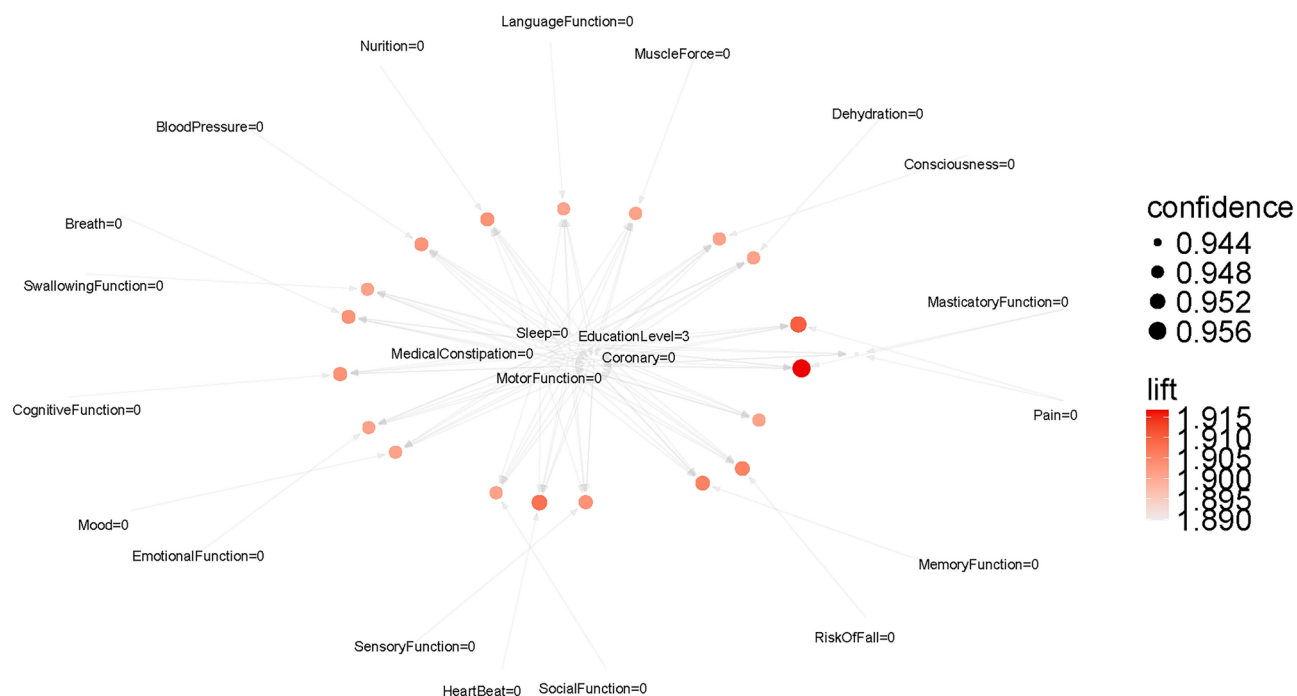 LanguageFunction=0
Nurition=0
MuscleForce=0
Dehydration=0
BloodPressure=0
Consciousness=0
Breath=0
SwallowingFunction=0
MasticatoryFunction=0
Sleep=0
EducationLevel=3
MedicalConstipation=0
Coronary=0
MotorFunction=0
CognitiveFunction=0
Pain=0
Mood=0
EmotionalFunction=0
MemoryFunction=0
RiskOfFall=0
SensoryFunction=0
HeartBeat=0
SocialFunction=0
confidence
0.944
0.948
0.952
0.956
lift
1.915
1.910
1.905
1.900
1.895
1.890